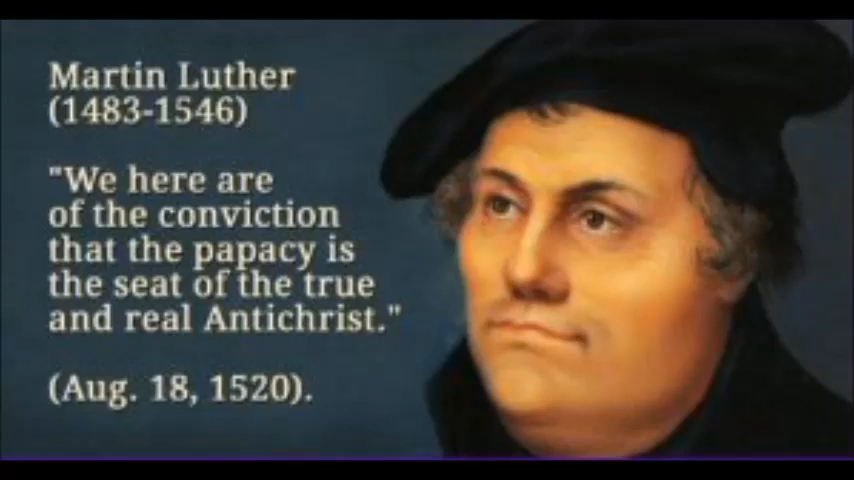 Martin Luther
(1483-1546)
"We here are
of the conviction
that the papacy is
the seat of the true
and real Antichrist."
(Aug. 18, 1520).